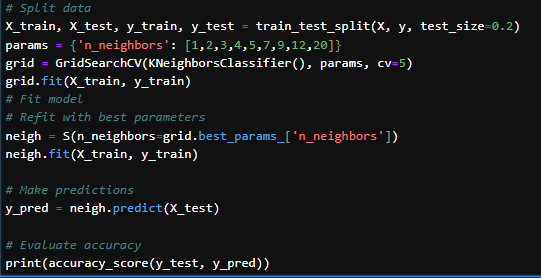 # Split data
X_train, X_test, y_train, y_test = train_test_split(X, y, test_size=0.2)
params = {'n_neighbors': [1,2,3,4,5,7,9,12,20]}
grid = GridSearchCV(KNeighborsClassifier(), params, cv=5)
grid.fit(X_train, y_train)
# Fit model
# Refit with best parameters
neigh = S(n_neighbors=grid.best_params_['n_neighbors'])
neigh.fit(X_train, y_train)
# Make predictions
y_pred = neigh.predict(X_test)
# Evaluate accuracy
print(accuracy_score(y_test, y_pred))